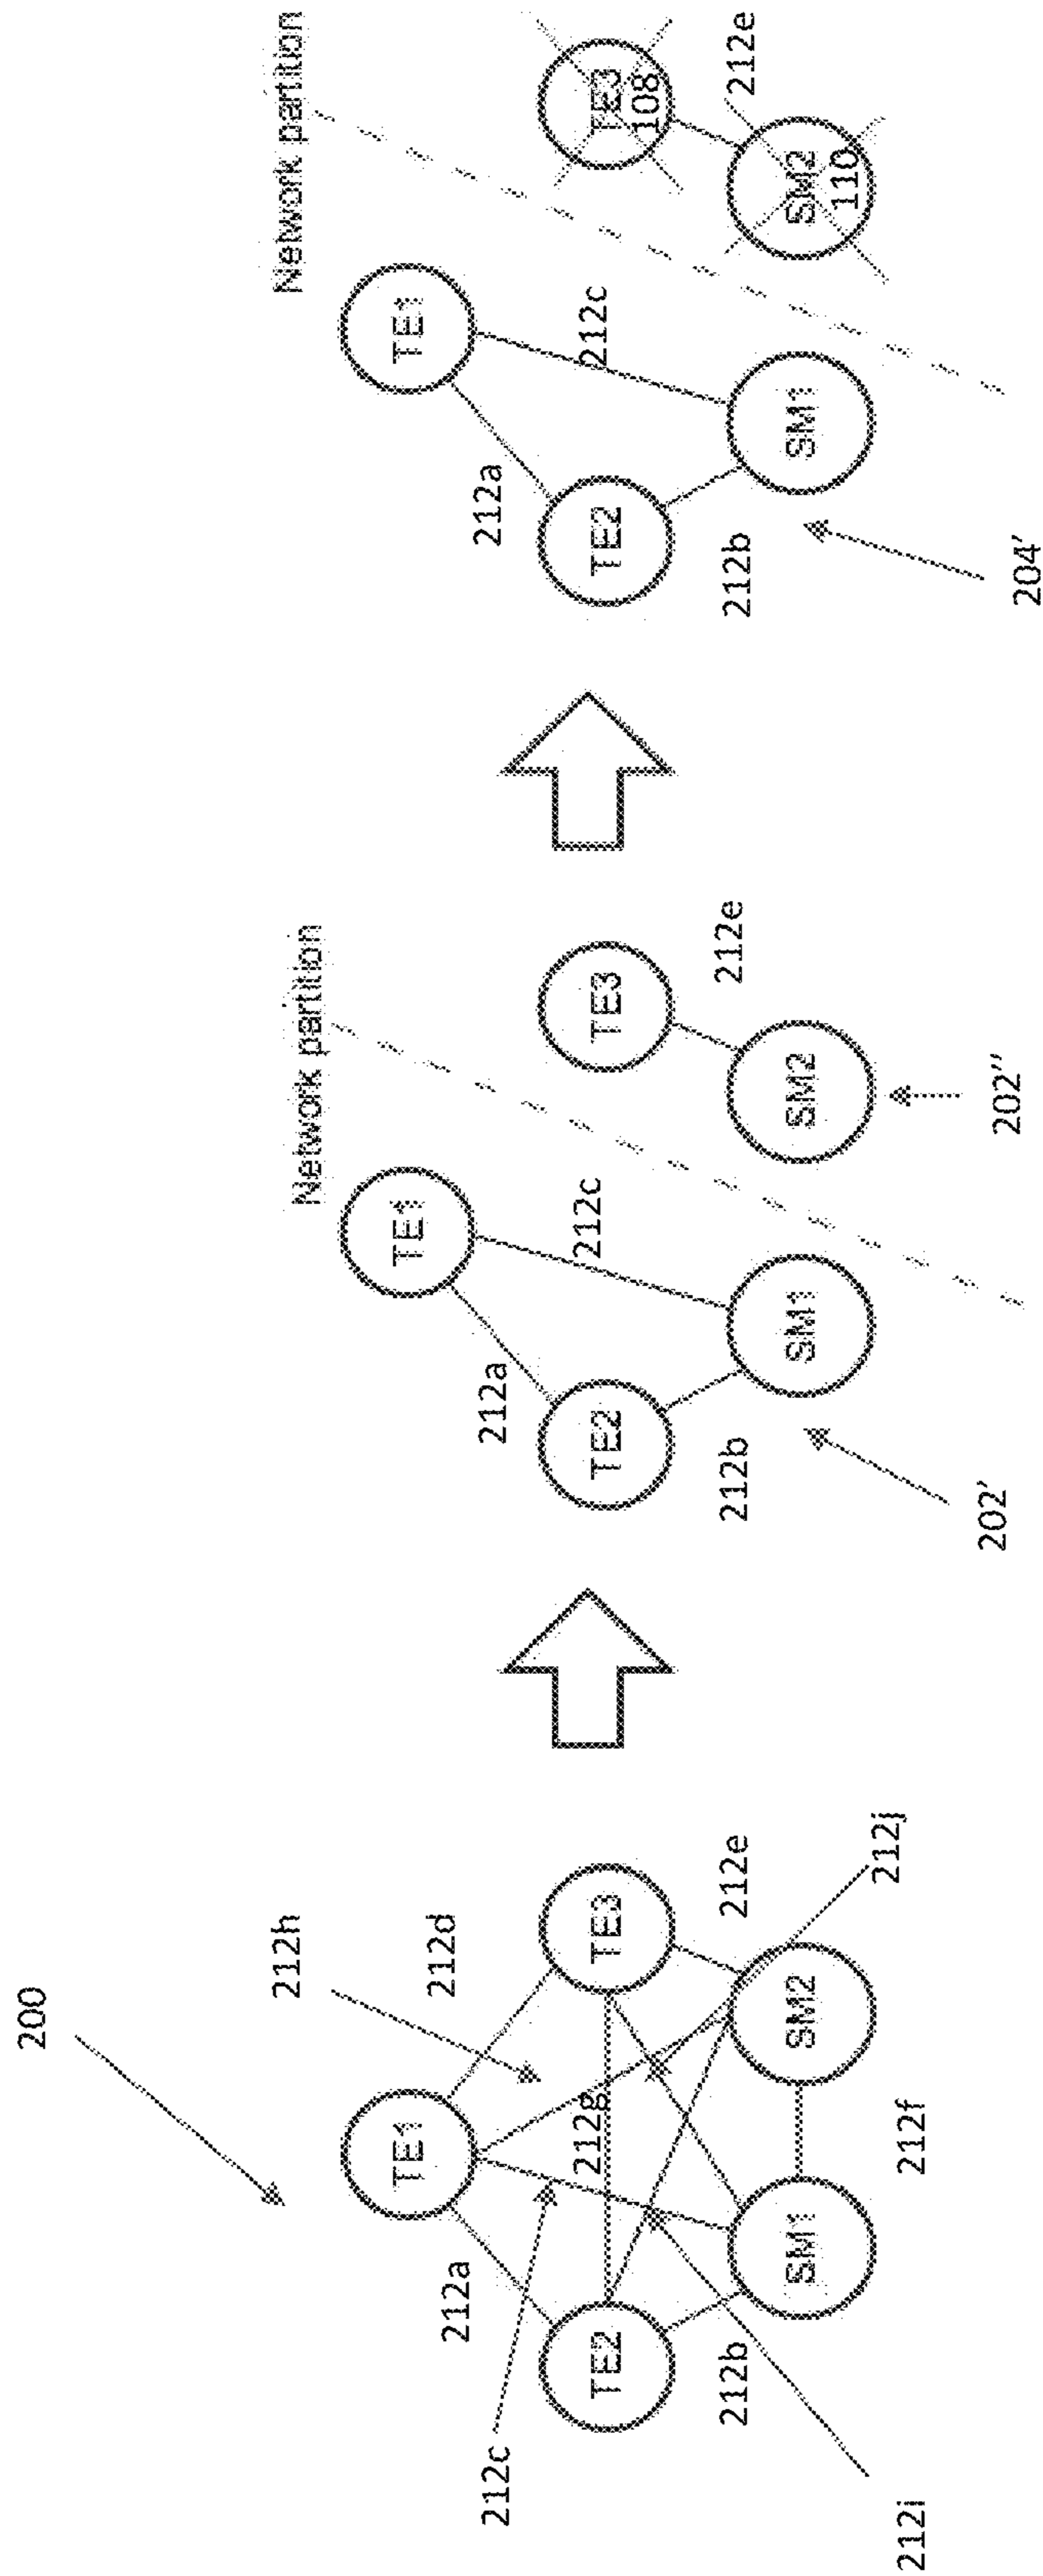 200
212h
212d
TE1
212a
212c
TE2
TE3
212g
212b
212e
SM1
SM2
212i
212f
212j
Network partition
TE1
212a
212c
TE2
TE3
212b
212e
SM1
SM2
202'
202''
Network partition
TE1
212a
212c
TE2
TE3
108
212b
212e
SM1
SM2
110
204'